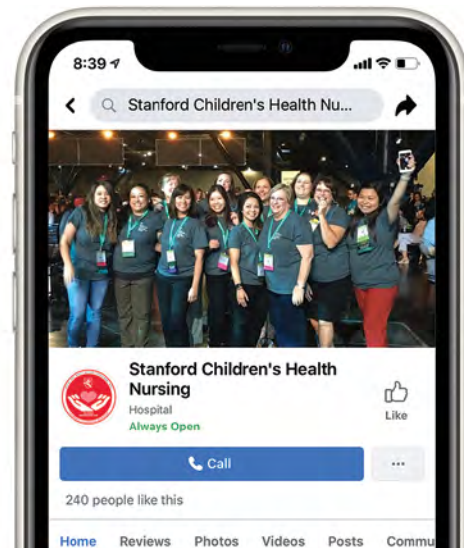 8:39
Stanford Children's Health Nu...
Stanford Children's Health
Nursing
Hospital
Always Open
Like
Call
...
240 people like this
Home Reviews Photos Videos Posts Commu